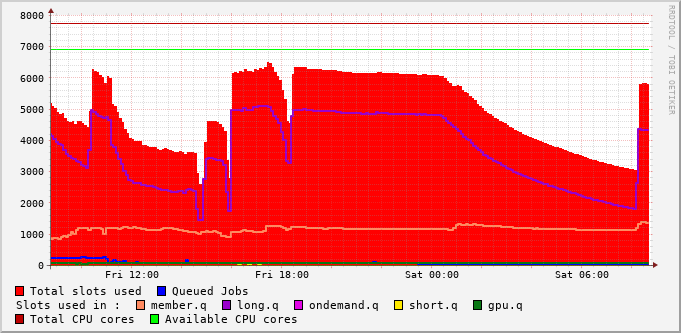 8000
7000
6000
5000
4000
3000
2000
1000
0
Fri 12:00 Fri 18:00 Sat 00:00 Sat 06:00
RRDTOOL / TOBI OETIKER
Total slots used Queued Jobs
Slots used in : member.q long.q ondemand.q short.q gpu.q
Total CPU cores Available CPU cores